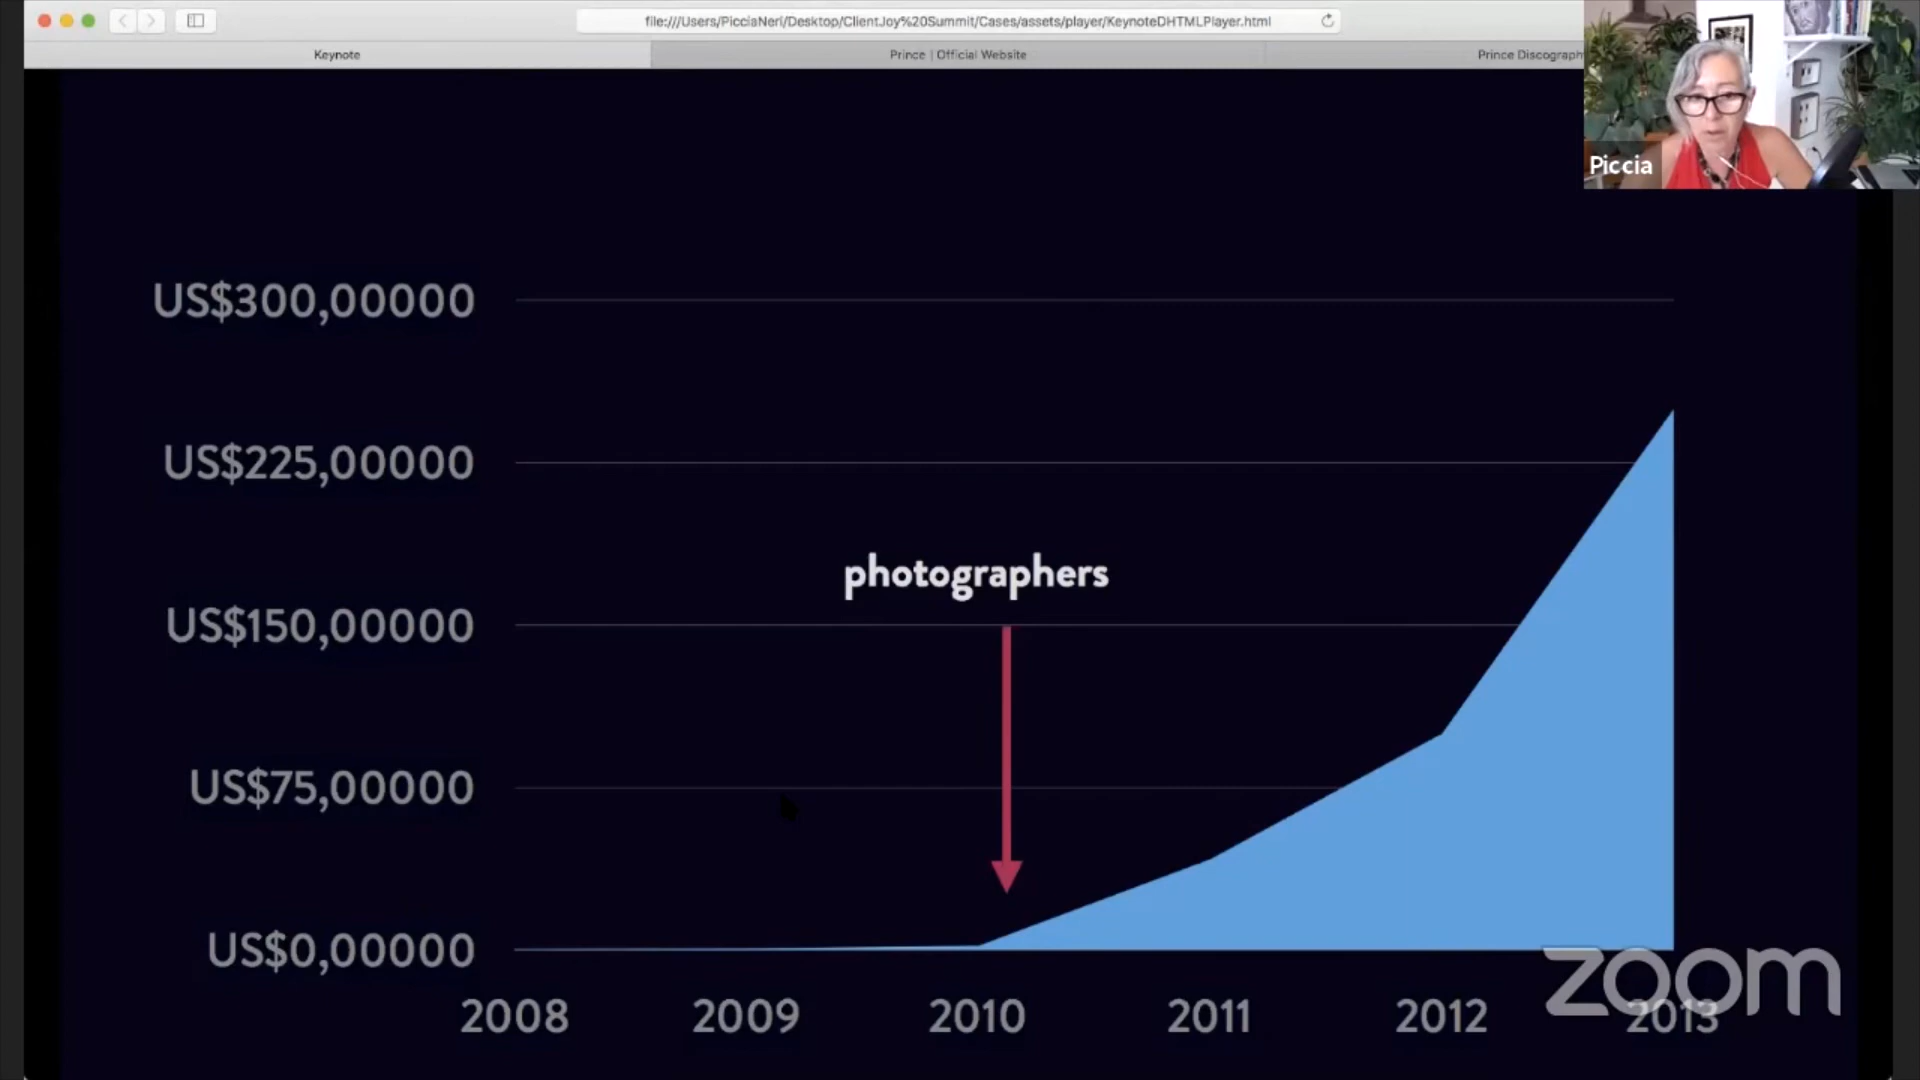 file:///Users/PicciaNeri/Desktop/ClientJoy%20Summit/Cases/assets/player/KeynoteDHTMLPlayer.html
Keynote
Prince | Official Website
Prince Discograph
Piccia
US$300,00000
US$225,00000
photographers
US$150,00000
US$75,00000
US$0,00000
2008
2009
2010
2011
2012
2013
zoom